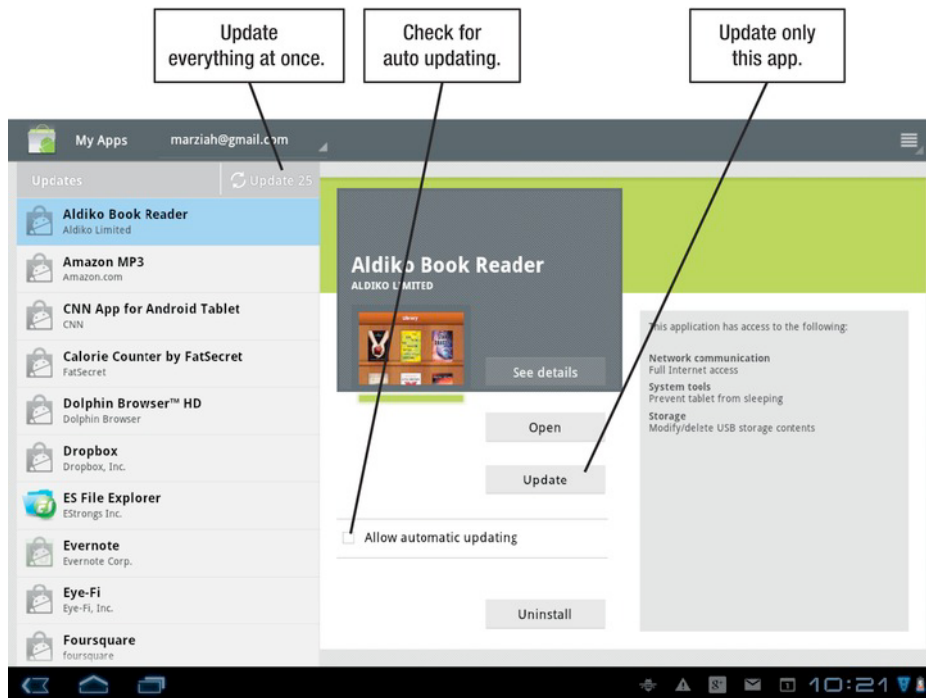 Update
everything at once.
Check for
auto updating.
Update only
this app.
My Apps
marziah@gmail.com
Updates
Update 25
Aldiko Book Reader
Aldiko Limited
Amazon MP3
Amazon.com
CNN App for Android Tablet
CNN
Calorie Counter by FatSecret
FatSecret
Dolphin Browser™ HD
Dolphin Browser
Dropbox
Dropbox, Inc.
ES File Explorer
EStrongs Inc.
Evernote
Evernote Corp.
Eye-Fi
Eye-Fi, Inc.
Foursquare
foursquare
Aldiko Book Reader
ALDIKO LIMITED
Library
See details
Open
Update
Allow automatic updating
Uninstall
This application has access to the following:
Network communication
Full Internet access
System tools
Prevent tablet from sleeping
Storage
Modify/delete USB storage contents
10:21